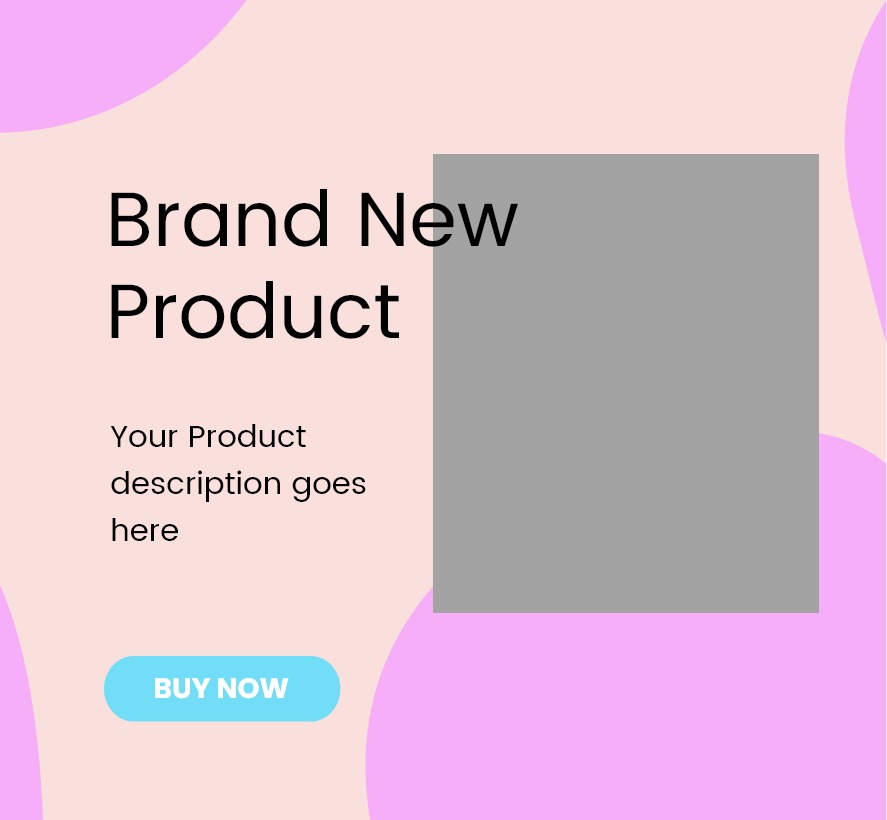 Brand New
Product
Your Product
description goes
here
BUY NOW